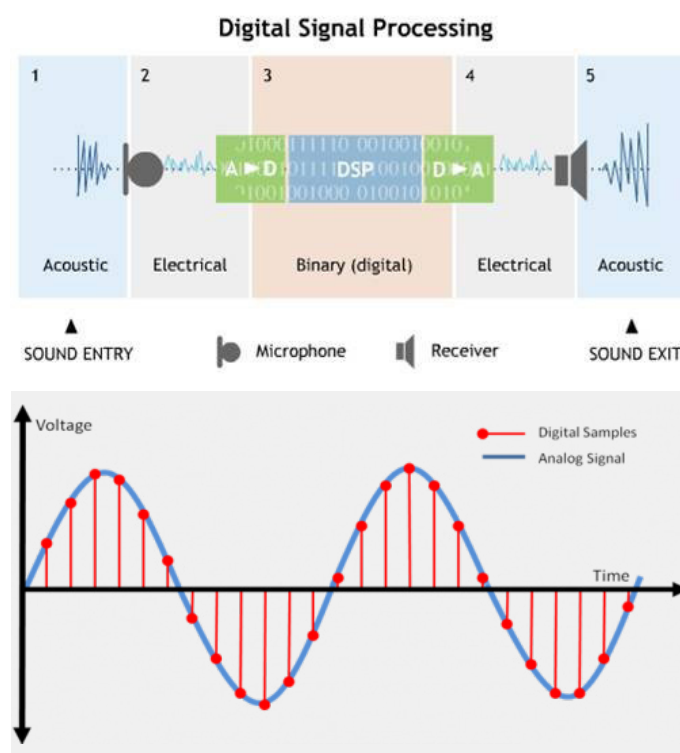 Digital Signal Processing
1 2 3 4 5
A ▶ D DSP D ▶ A
Acoustic Electrical Binary (digital) Electrical Acoustic
SOUND ENTRY Microphone Receiver SOUND EXIT
Voltage
Digital Samples
Analog Signal
Time